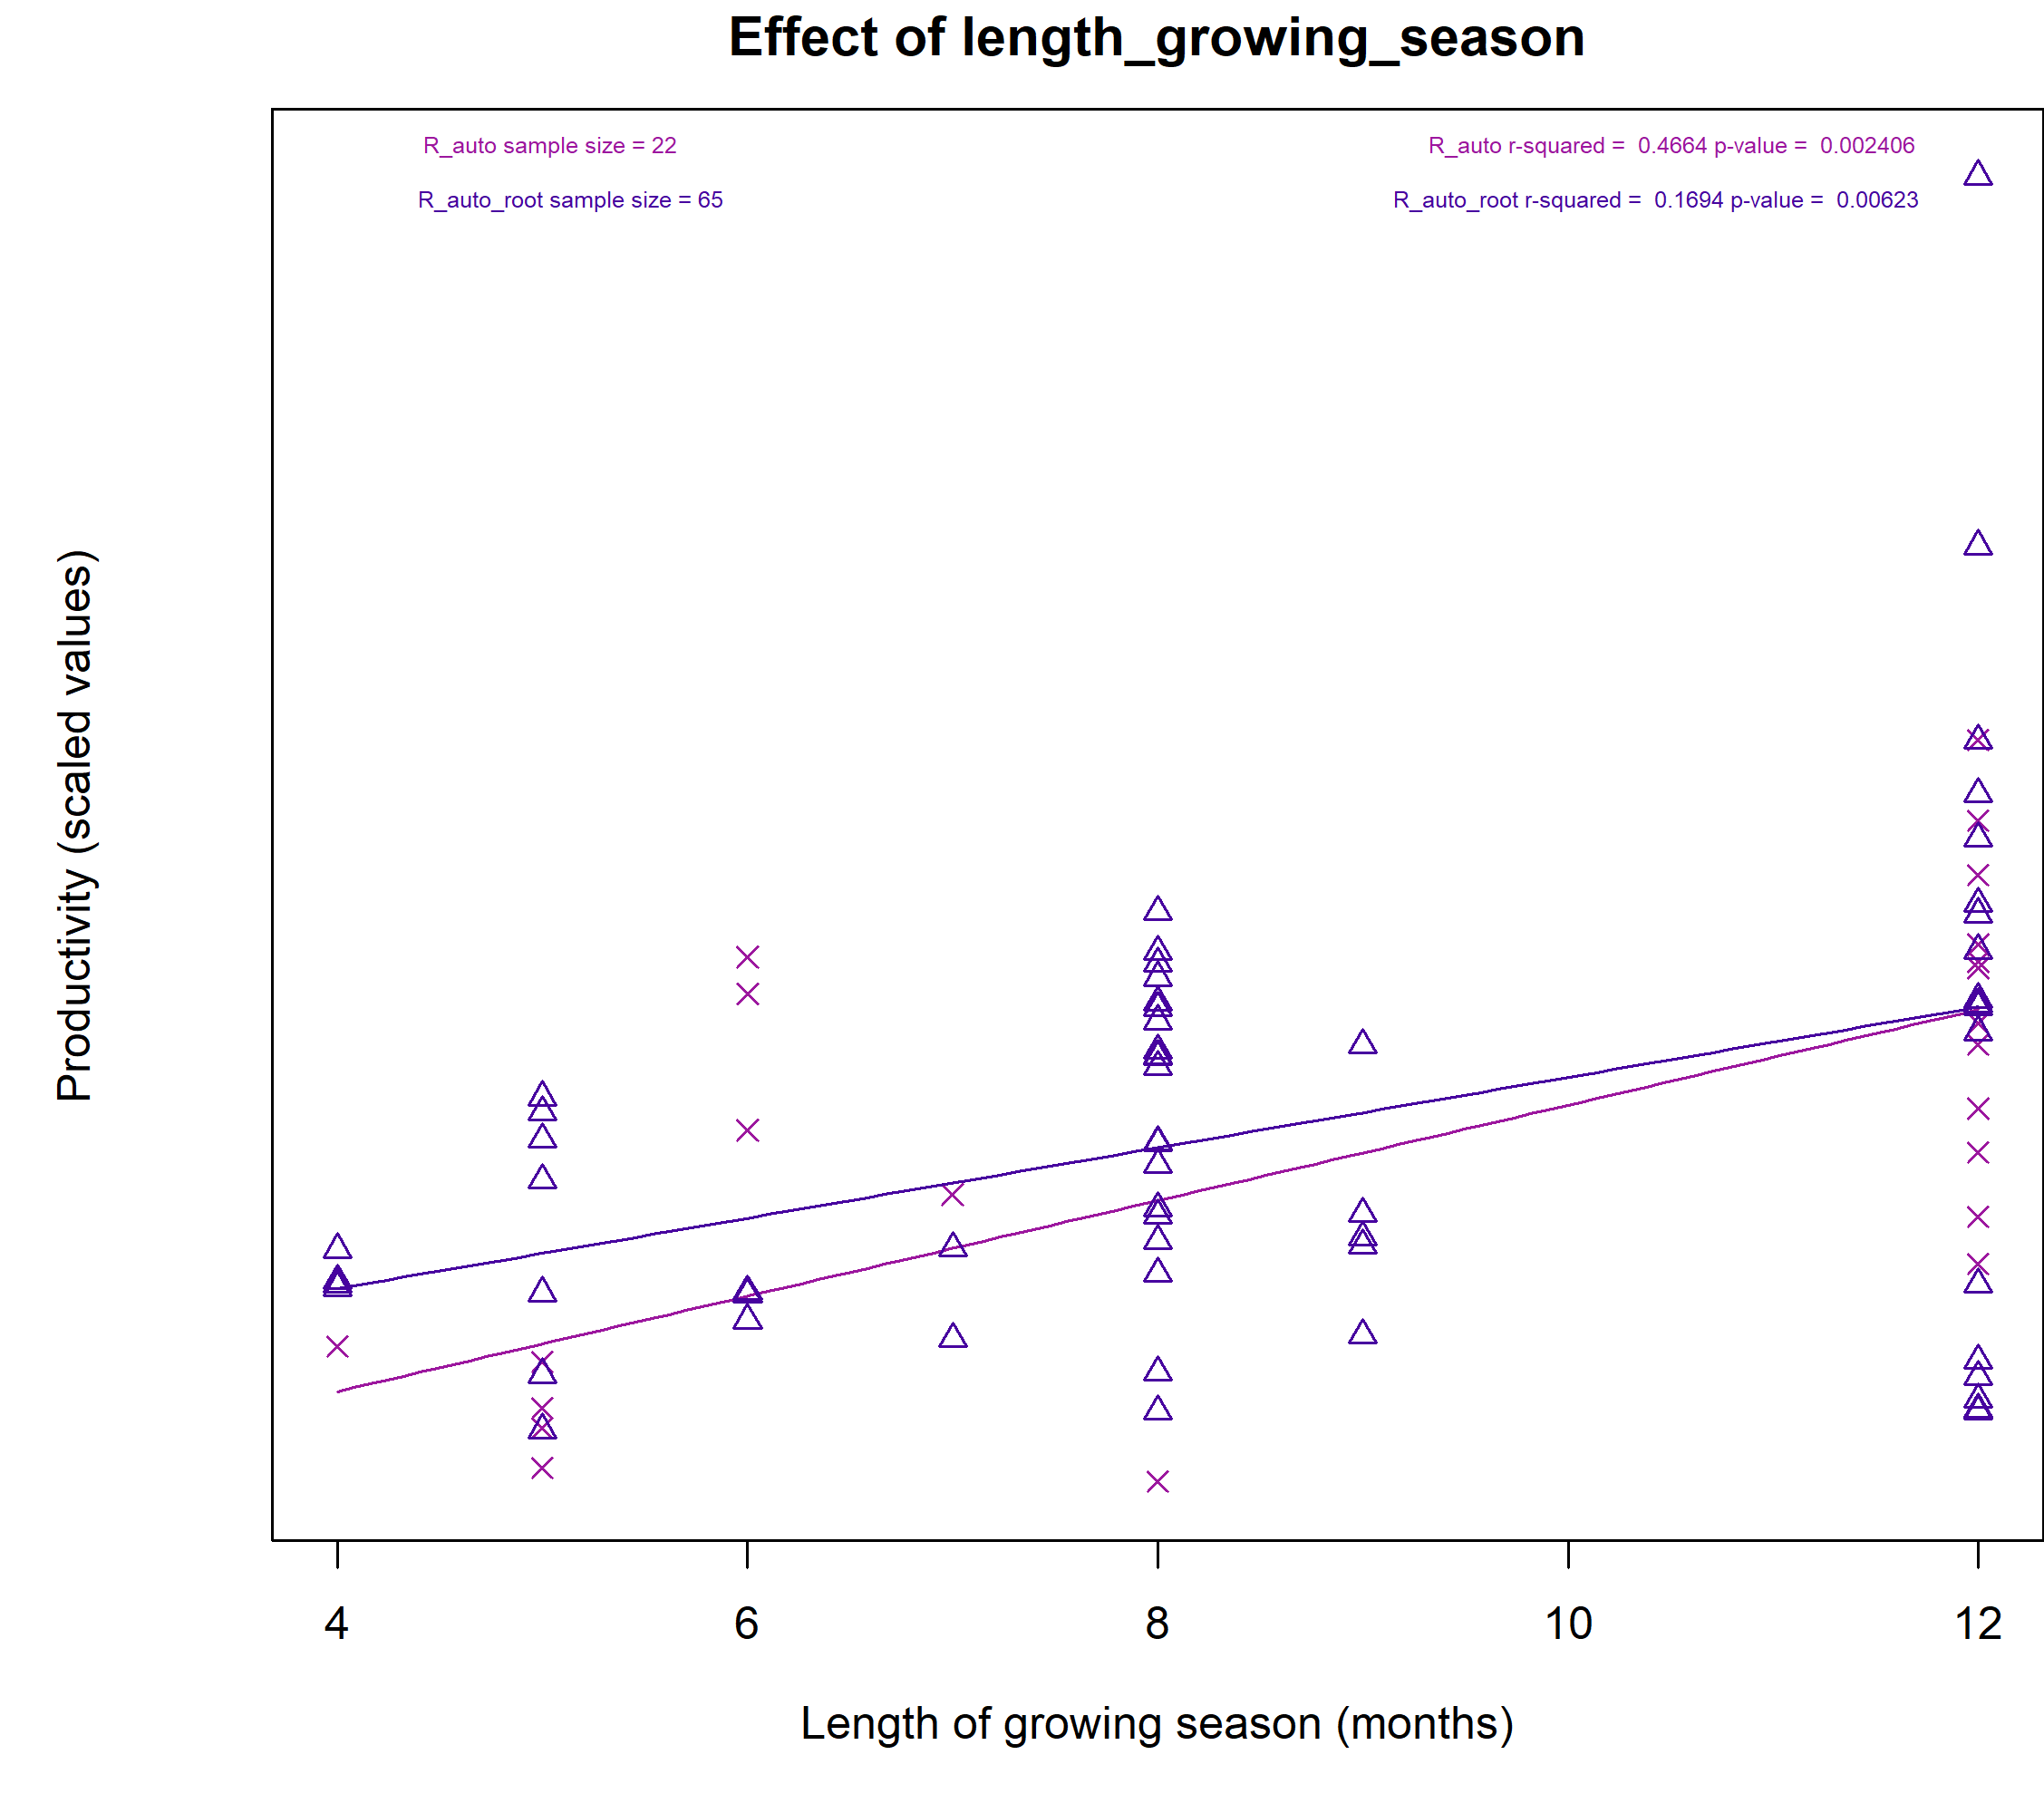 Effect of length_growing_season
R_auto sample size = 22
R_auto r-squared =  0.4664 p-value =  0.002406
R_auto_root sample size = 65
R_auto_root r-squared =  0.1694 p-value =  0.00623
Productivity (scaled values)
4 6 8 10 12
Length of growing season (months)